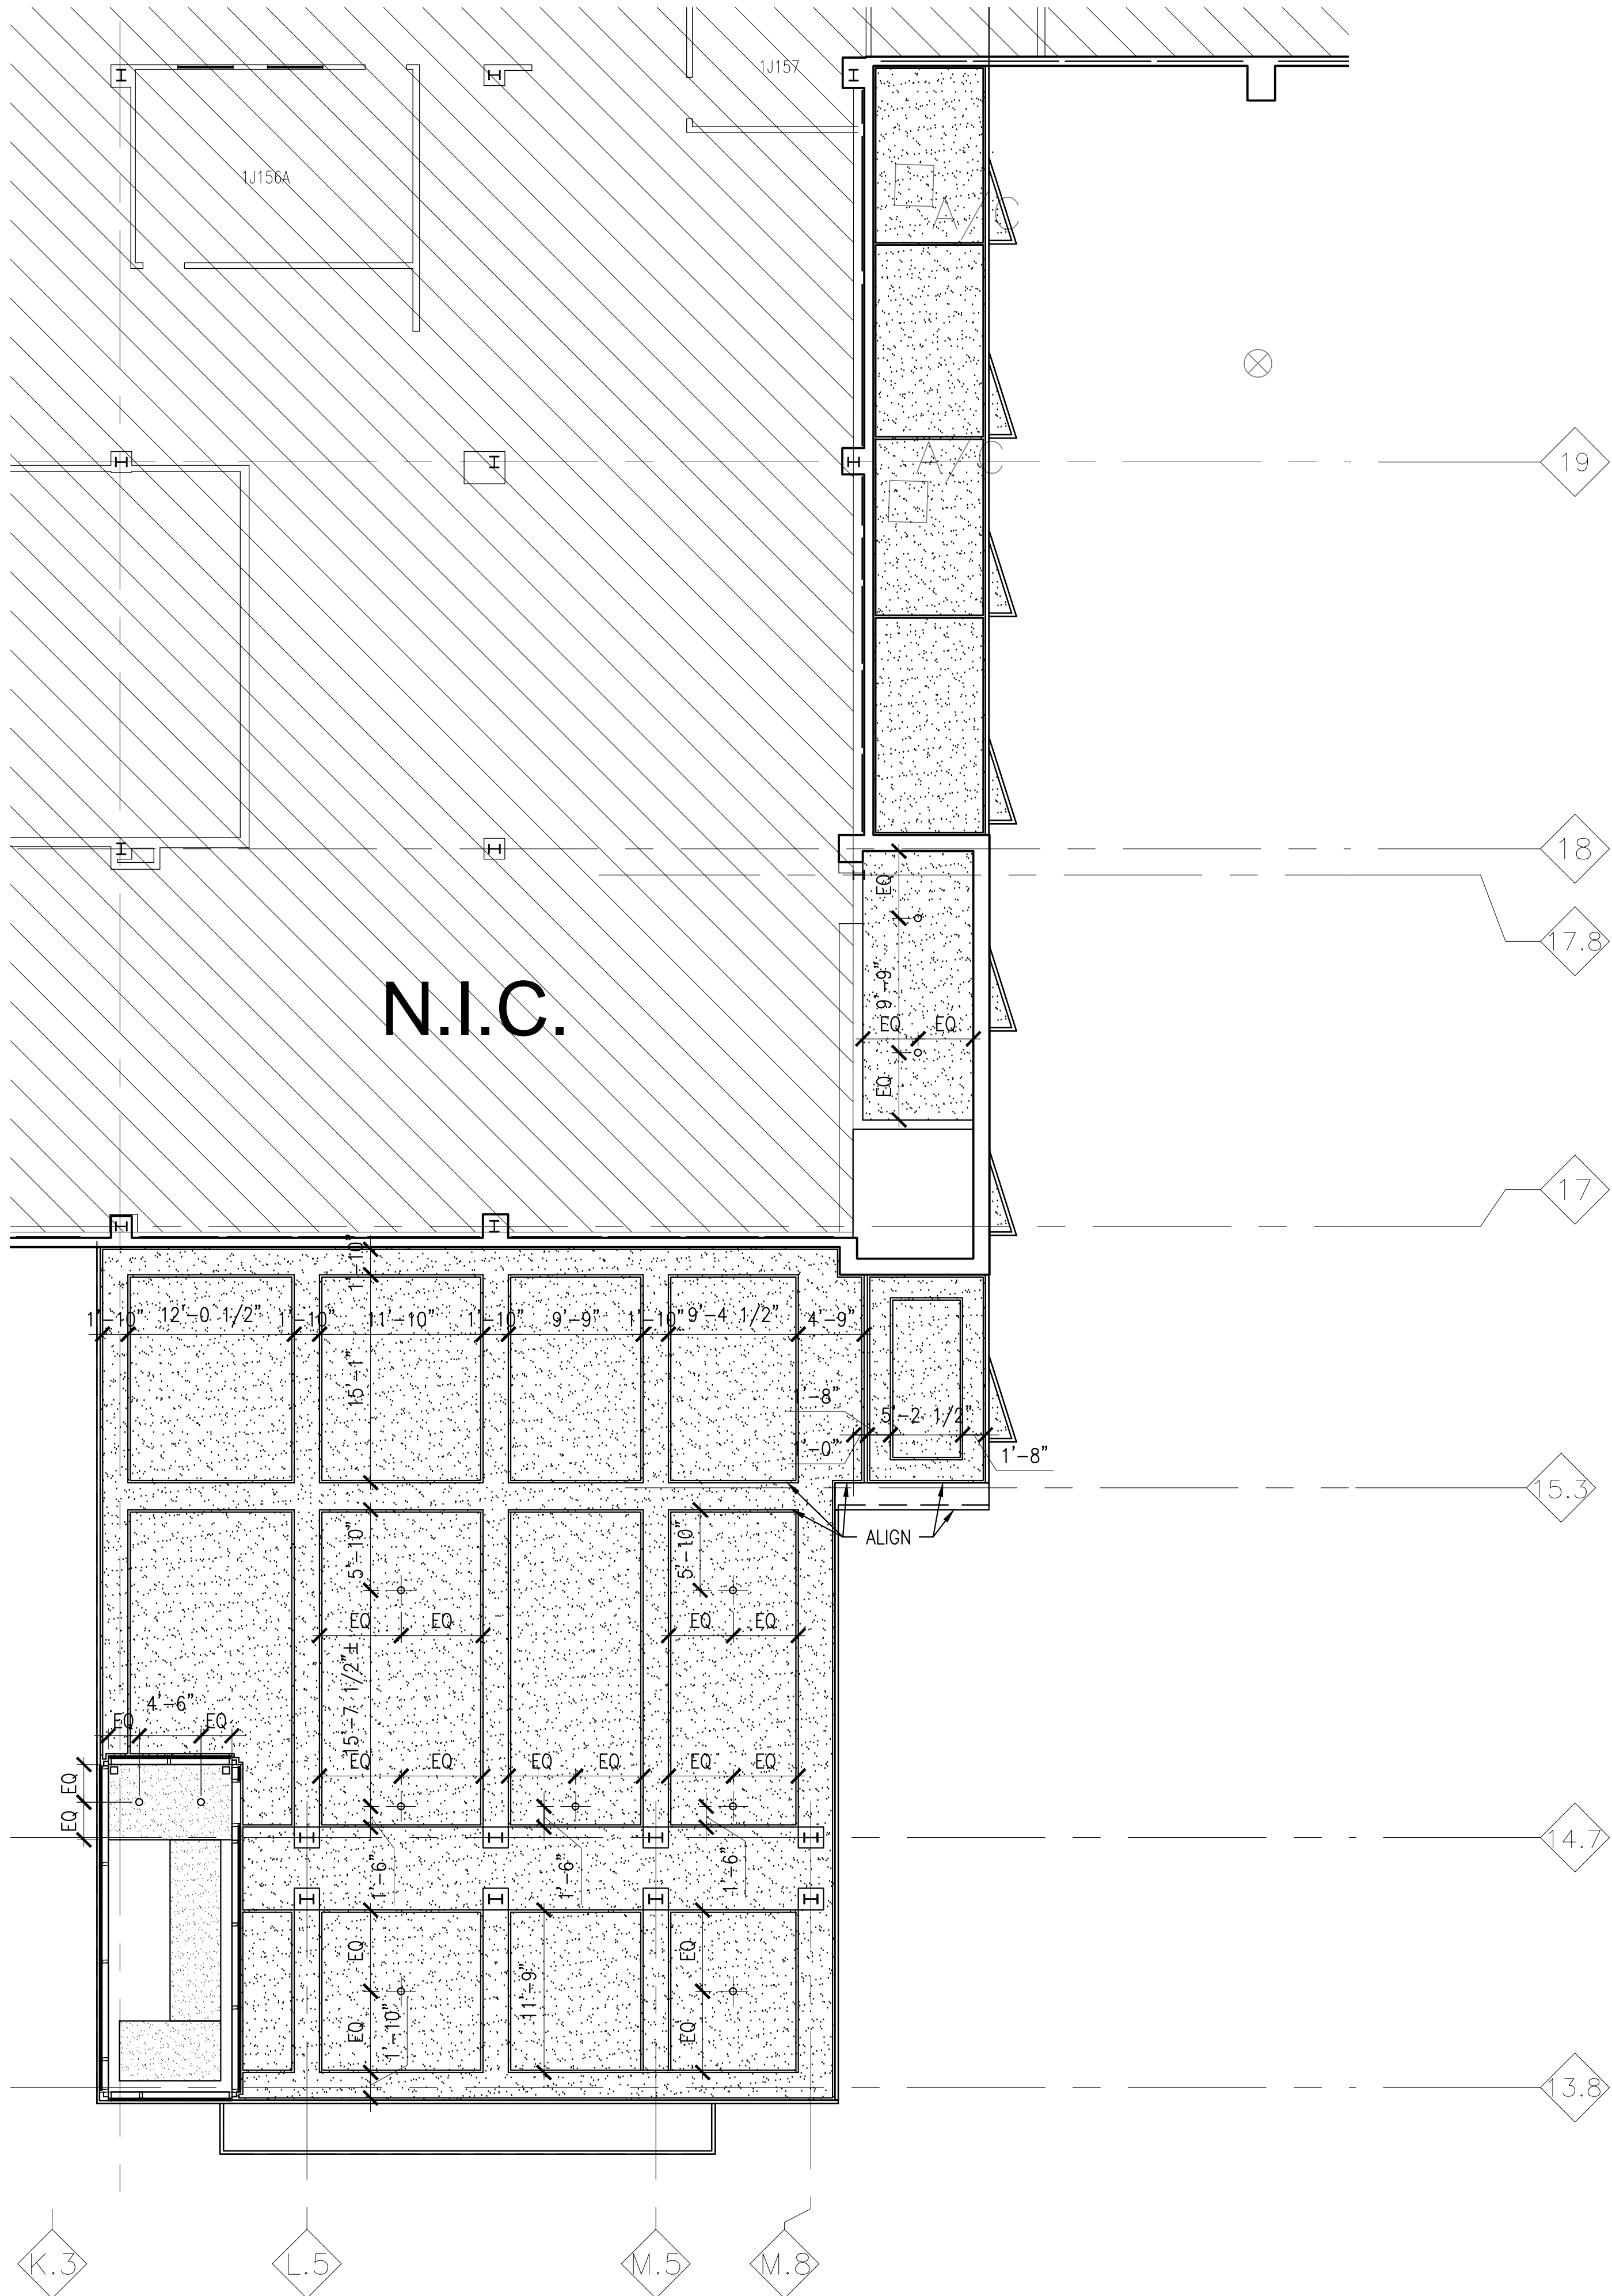 1J157
1J156A
A/C
A/C
19
18
EQ
17.8
9'-9"
N.I.C.
EQ EQ
EQ
17
1'-10"
1'-10" 12'-0 1/2" 1'-10" 11'-10" 1'-10" 9'-9" 1'-10" 9'-4 1/2" 4'-9"
15'-1"
1'-8"
5'-2 1/2"
1'-0"
1'-8"
15.3
ALIGN
5'-10" 5'-10"
EQ EQ EQ EQ
15'-7 1/2"±
4'-6"
EQ EQ
EQ EQ EQ EQ EQ EQ
EQ
EQ
14.7
1'-6" 1'-6" 1'-6"
EQ EQ
11'-9"
EQ 1'-10" EQ
13.8
K.3 L.5 M.5 M.8